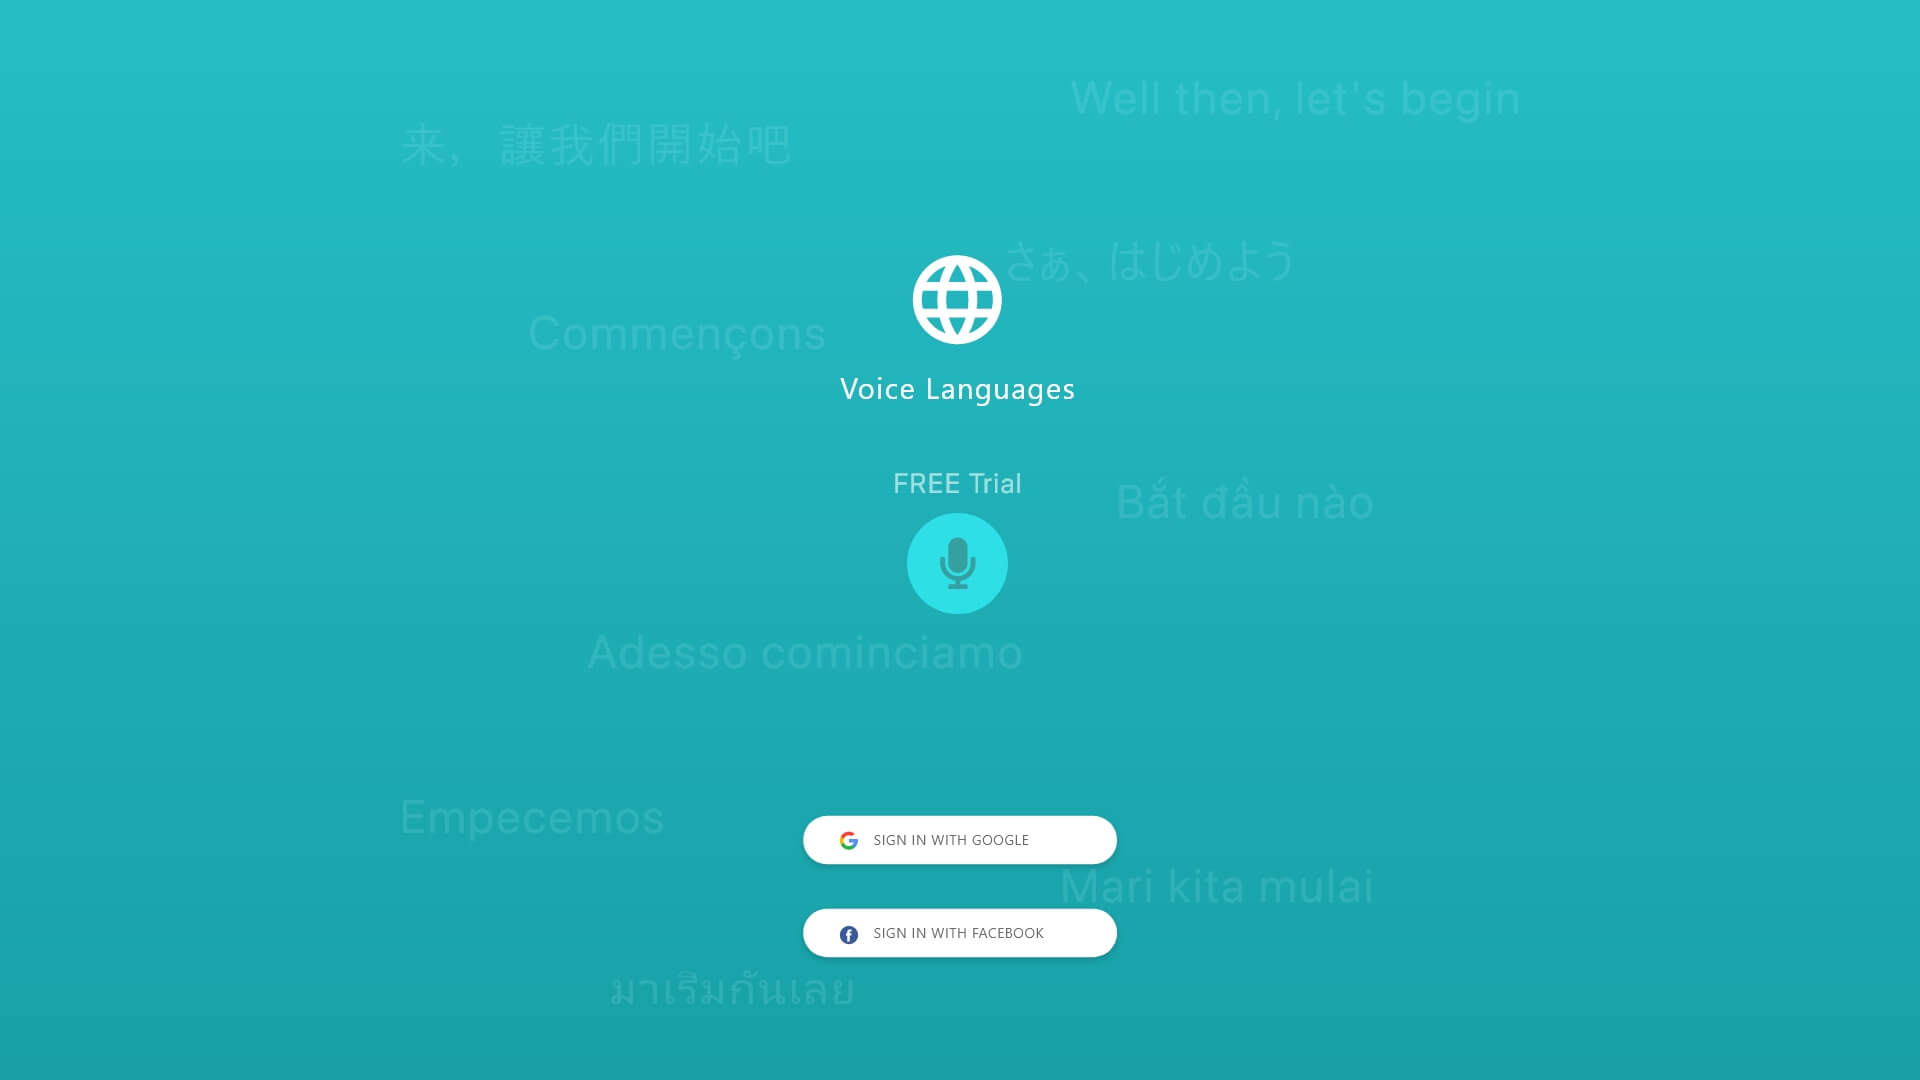 Well then, let's begin
来，讓我們開始吧
さぁ、はじめよう
Commençons
Voice Languages
FREE Trial
Bắt đầu nào
Adesso cominciamo
Empecemos
SIGN IN WITH GOOGLE
Mari kita mulai
SIGN IN WITH FACEBOOK
มาเริ่มกันเลย